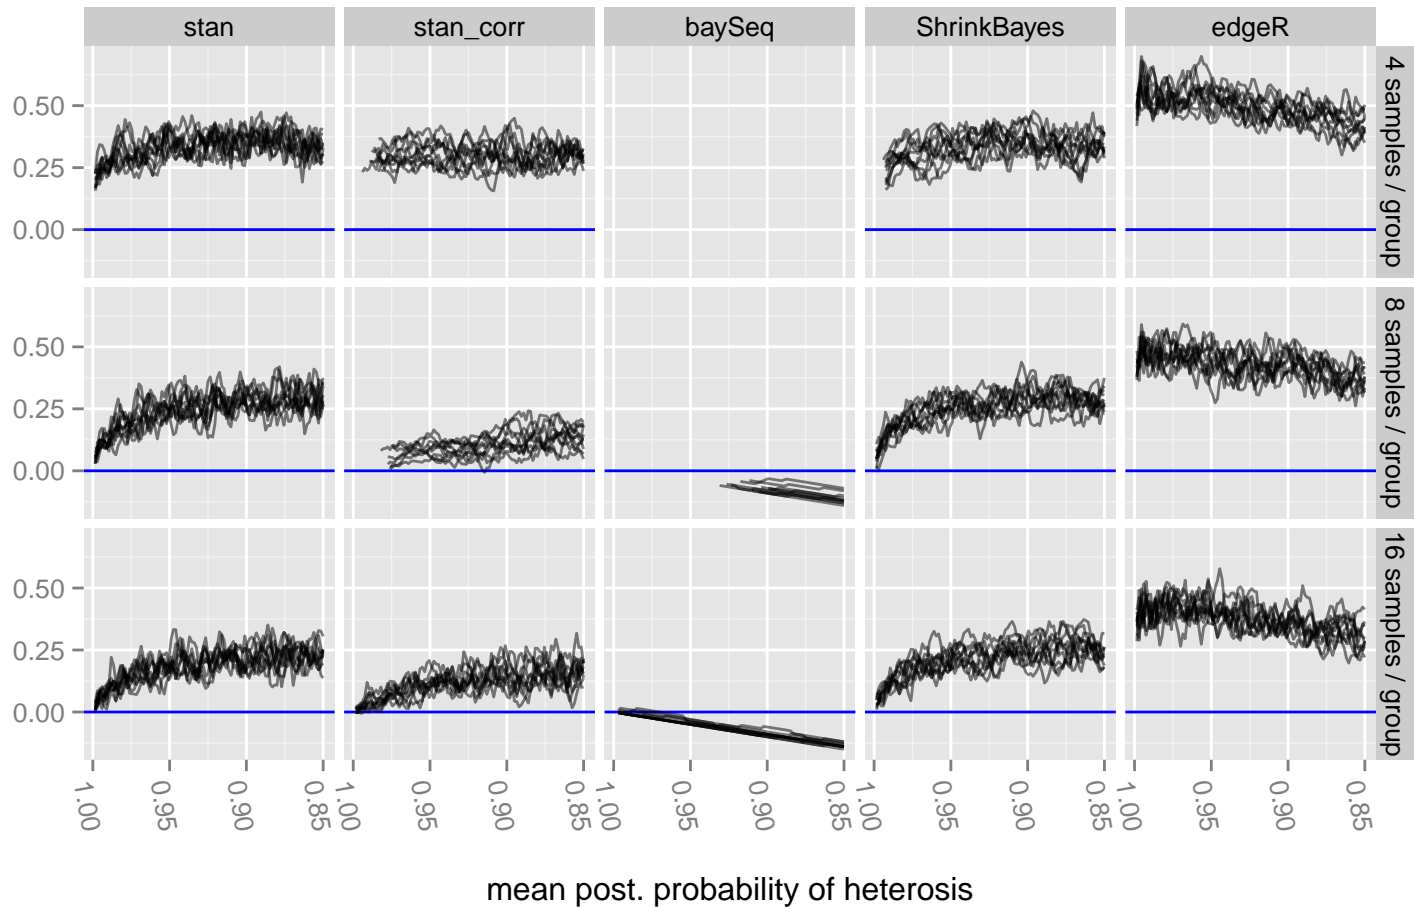 stan stan_corr baySeq ShrinkBayes edgeR
0.50
0.25
0.00
4 samples / group
0.50
0.25
0.00
8 samples / group
0.50
0.25
0.00
16 samples / group
1.00 0.95 0.90 0.85 1.00 0.95 0.90 0.85 1.00 0.95 0.90 0.85 1.00 0.95 0.90 0.85 1.00 0.95 0.90 0.85
mean post. probability of heterosis